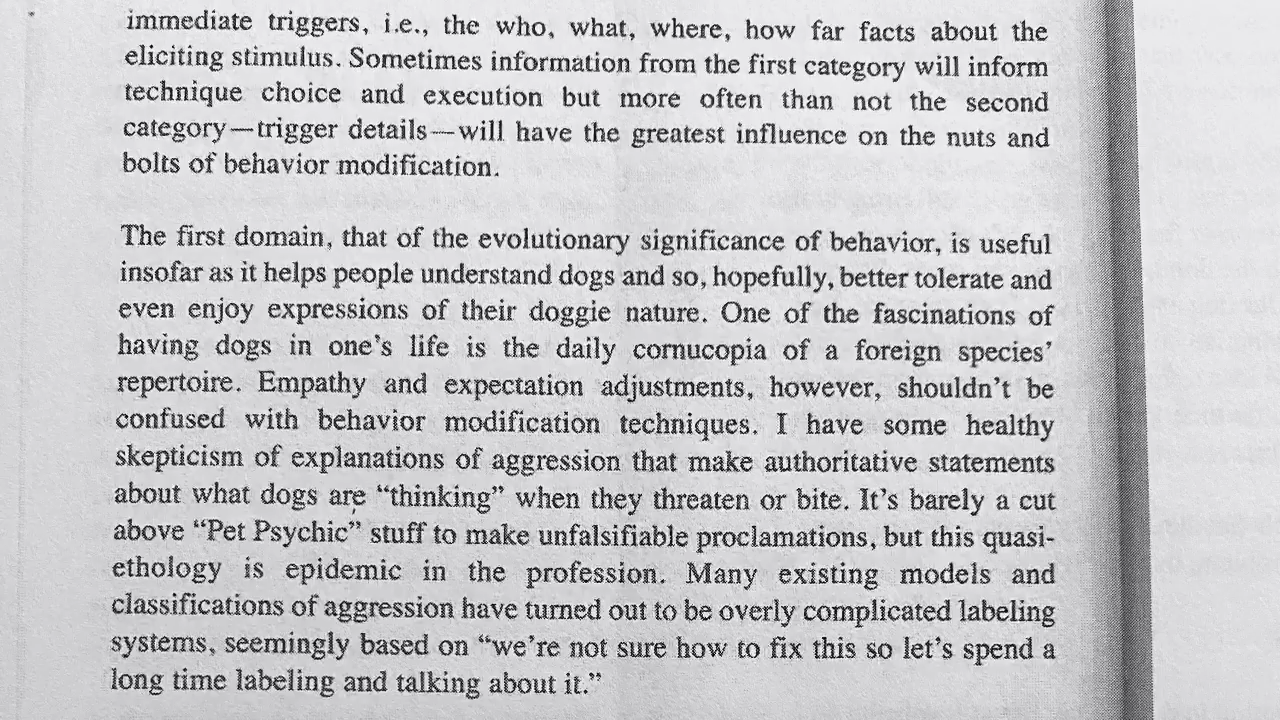 immediate triggers, i.e., the who, what, where, how far facts about the
eliciting stimulus. Sometimes information from the first category will inform
technique choice and execution but more often than not the second
category—trigger details—will have the greatest influence on the nuts and
bolts of behavior modification.
The first domain, that of the evolutionary significance of behavior, is useful
insofar as it helps people understand dogs and so, hopefully, better tolerate and
even enjoy expressions of their doggie nature. One of the fascinations of
having dogs in one's life is the daily cornucopia of a foreign species'
repertoire. Empathy and expectation adjustments, however, shouldn't be
confused with behavior modification techniques. I have some healthy
skepticism of explanations of aggression that make authoritative statements
about what dogs are "thinking" when they threaten or bite. It's barely a cut
above "Pet Psychic" stuff to make unfalsifiable proclamations, but this quasi-
ethology is epidemic in the profession. Many existing models and
classifications of aggression have turned out to be overly complicated labeling
systems, seemingly based on "we're not sure how to fix this so let's spend a
long time labeling and talking about it."